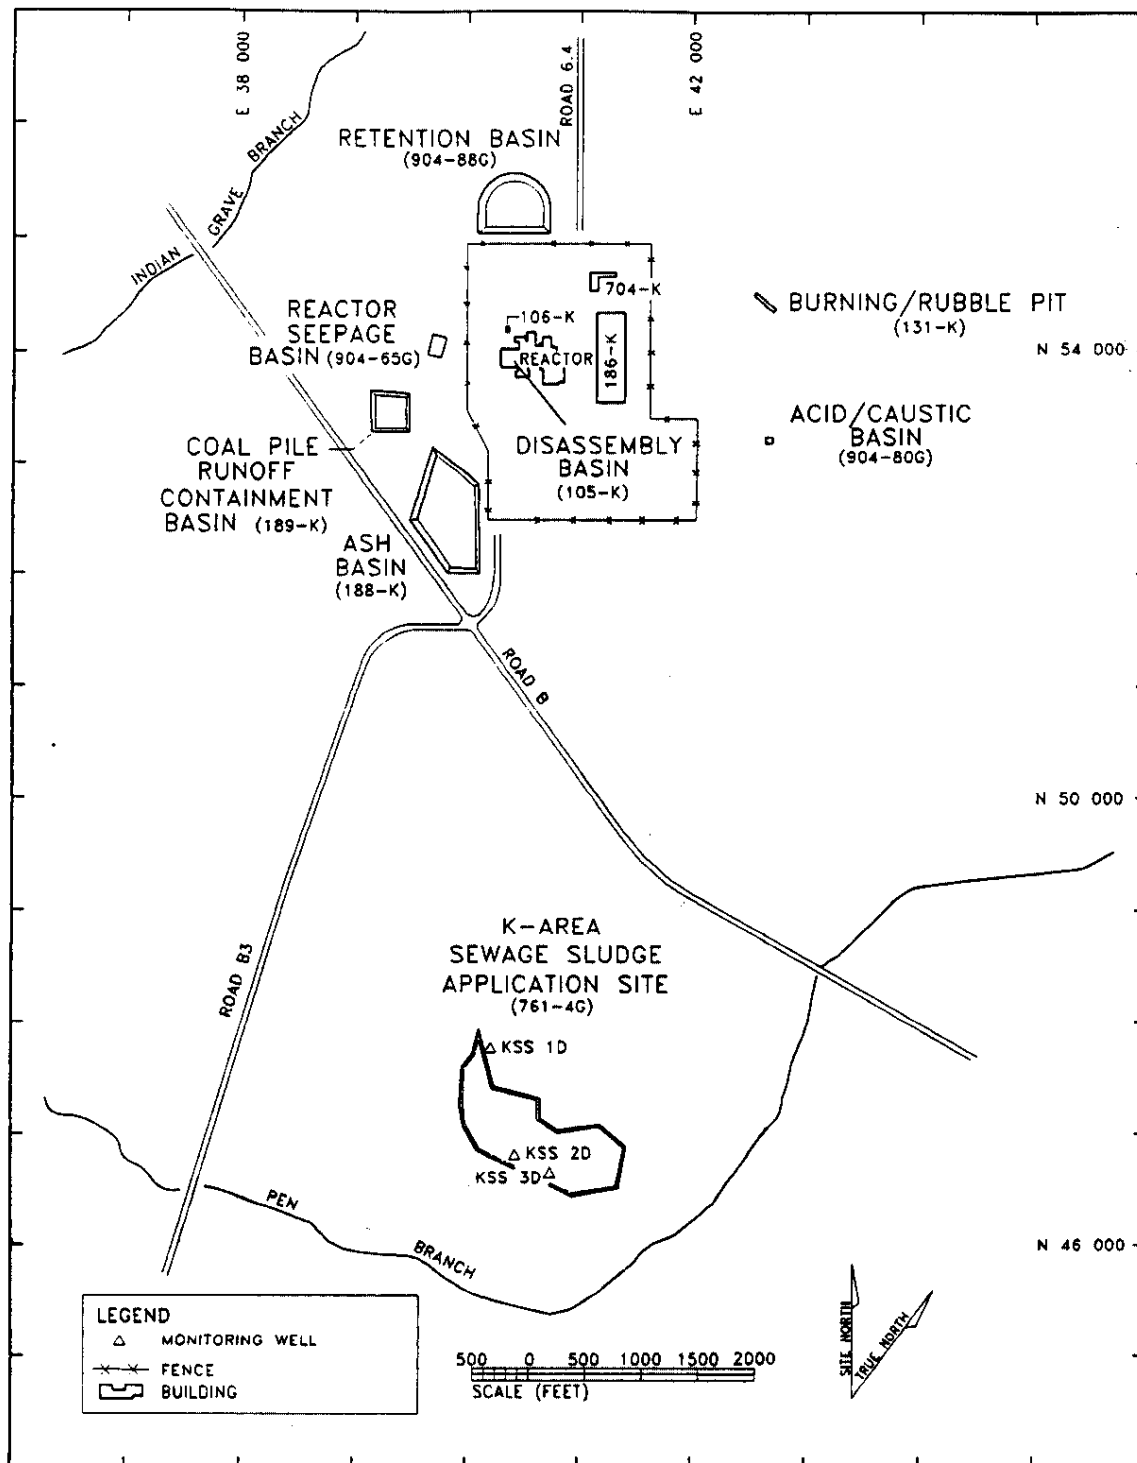 E 38 000
ROAD 6.4
E 42 000
INDIAN GRAVE BRANCH
RETENTION BASIN
(904-88G)
704-K
106-K
REACTOR
186-K
REACTOR
SEEPAGE
BASIN (904-65G)
BURNING/RUBBLE PIT
(131-K)
N 54 000
ACID/CAUSTIC
BASIN
(904-80G)
DISASSEMBLY
BASIN
(105-K)
COAL PILE
RUNOFF
CONTAINMENT
BASIN (189-K)
ASH
BASIN
(188-K)
ROAD B
N 50 000
ROAD B3
K-AREA
SEWAGE SLUDGE
APPLICATION SITE
(761-4G)
KSS 1D
KSS 2D
KSS 3D
PEN BRANCH
N 46 000
LEGEND
MONITORING WELL
FENCE
BUILDING
500 0 500 1000 1500 2000
SCALE (FEET)
SITE NORTH
TRUE NORTH